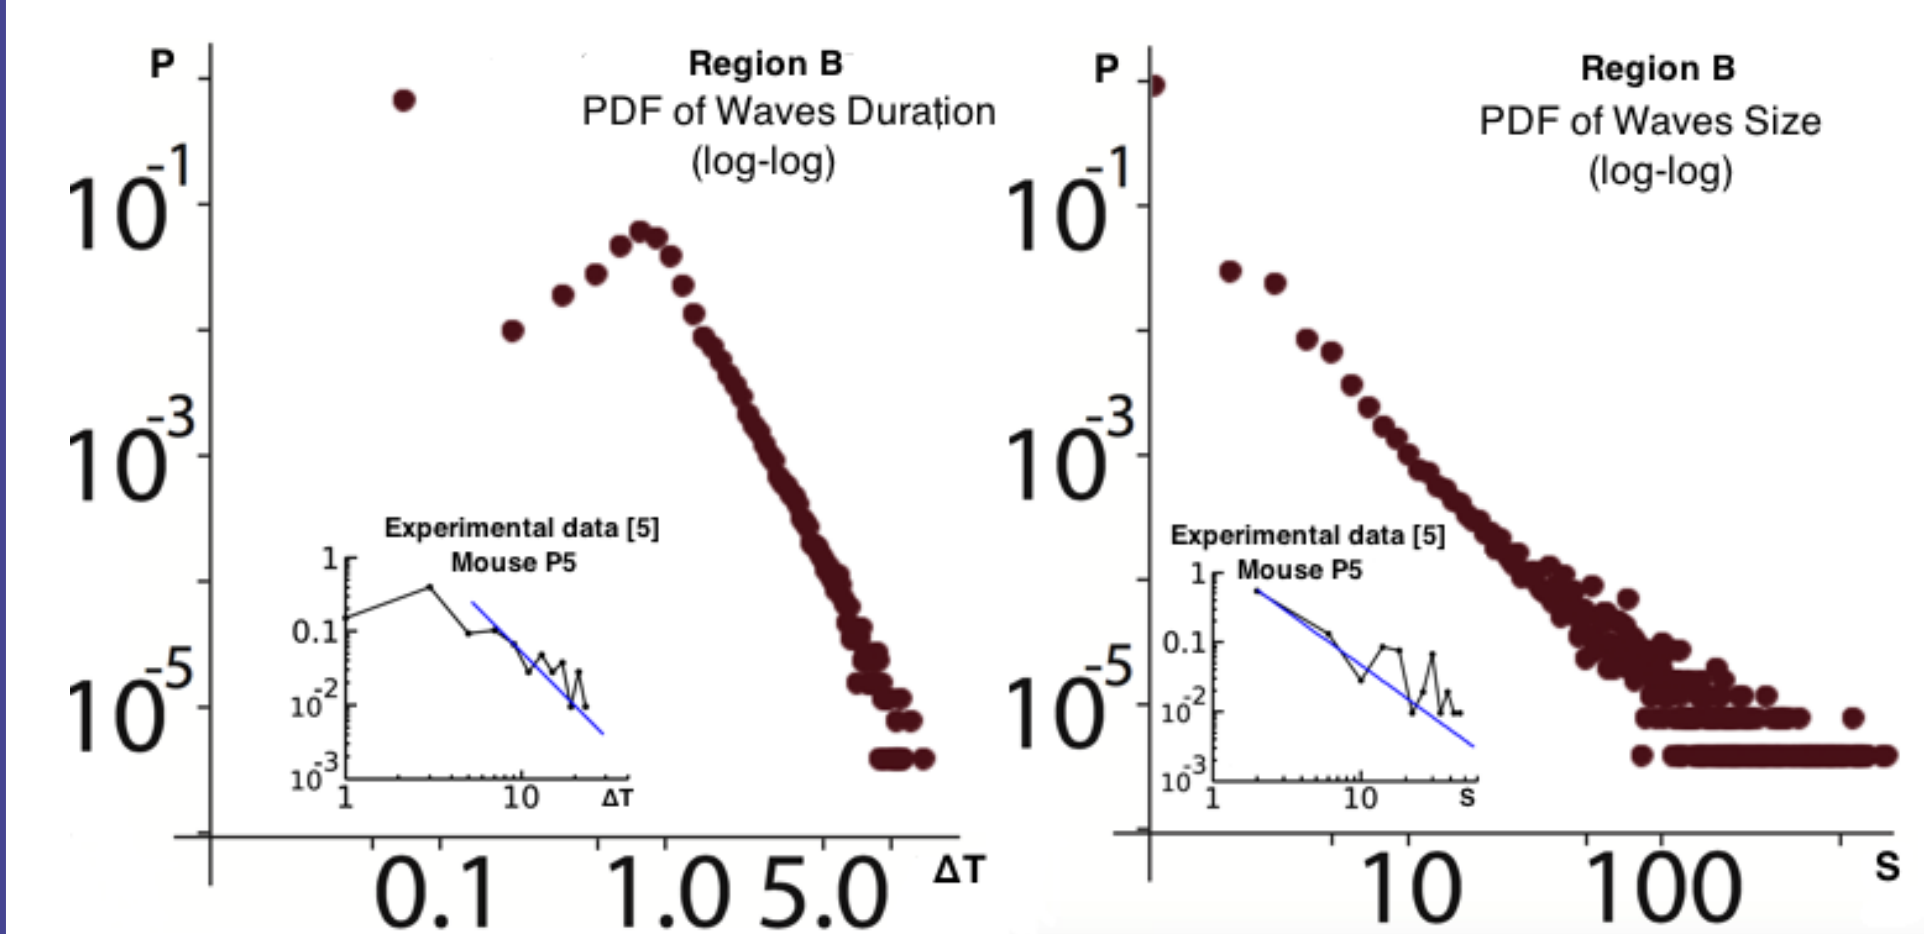 P
Region B
PDF of Waves Duration
(log-log)
10^-1
10^-3
10^-5
Experimental data [5]
Mouse P5
1
0.1
10^-2
10^-3
1
10
ΔT
0.1
1.0
5.0
ΔT
P
Region B
PDF of Waves Size
(log-log)
10^-1
10^-3
10^-5
Experimental data [5]
Mouse P5
1
0.1
10^-2
10^-3
1
10
S
10
100
S